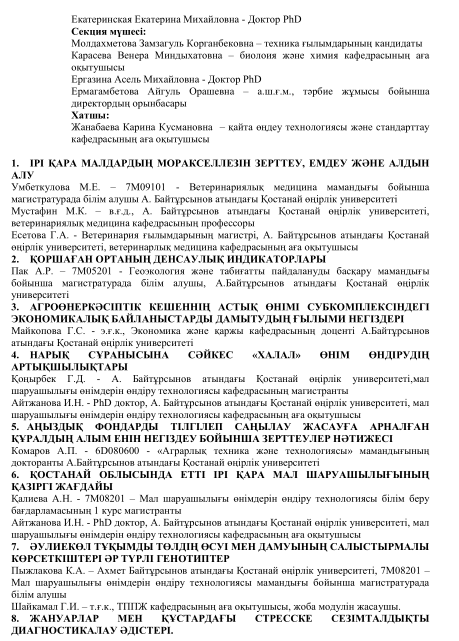 Екатеринская Екатерина Михайловна - Доктор PhD
Секция мүшесі:
Молдахметова Замзагуль Корганбековна – техника ғылымдарының кандидаты
Карасева Венера Миндыхатовна – биолоия және химия кафедрасының аға
оқытушысы
Ергазина Асель Михайловна - Доктор PhD
Ермагамбетова Айгуль Орашевна – а.ш.ғ.м., тәрбие жұмысы бойынша
директордың орынбасары
Хатшы:
Жанабаева Карина Кусмановна – қайта өңдеу технологиясы және стандарттау
кафедрасының аға оқытушысы
1. ІРІ ҚАРА МАЛДАРДЫҢ МОРАКСЕЛЛЕЗІН ЗЕРТТЕУ, ЕМДЕУ ЖӘНЕ АЛДЫН
АЛУ
Умбеткулова М.Е. – 7М09101 - Ветеринариялық медицина мамандығы бойынша
магистратурада білім алушы А. Байтұрсынов атындағы Қостанай өңірлік университеті
Мустафин М.К. – в.ғ.д., А. Байтұрсынов атындағы Қостанай өңірлік университеті,
ветеринариялық медицина кафедрасының профессоры
Есетова Г.А. - Ветеринария ғылымдарының магистрі, А. Байтұрсынов атындағы Қостанай
өңірлік университеті, ветеринарлық медицина кафедрасының аға оқытушысы
2. ҚОРШАҒАН ОРТАНЫҢ ДЕНСАУЛЫҚ ИНДИКАТОРЛАРЫ
Пак А.Р. – 7М05201 - Геоэкология және табиғатты пайдалануды басқару мамандығы
бойынша магистратурада білім алушы, А.Байтұрсынов атындағы Қостанай өңірлік
университеті
3. АГРООНЕРКӘСІПТІК КЕШЕННІҢ АСТЫҚ ӨНІМІ СУБКОМПЛЕКСІНДЕГІ
ЭКОНОМИКАЛЫҚ БАЙЛАНЫСТАРДЫ ДАМЫТУДЫҢ ҒЫЛЫМИ НЕГІЗДЕРІ
Майкопова Г.С. - э.ғ.к., Экономика және қаржы кафедрасының доценті А.Байтұрсынов
атындағы Қостанай өңірлік университеті
4. НАРЫҚ СҰРАНЫСЫНА СӘЙКЕС «ХАЛАЛ» ӨНІМ ӨНДІРУДІҢ
АРТЫҚШЫЛЫҚТАРЫ
Қоңырбек Г.Д. - А. Байтұрсынов атындағы Қостанай өңірлік университеті,мал
шаруашылығы өнімдерін өндіру технологиясы кафедрасының магистранты
Айтжанова И.Н. - PhD доктор, А. Байтұрсынов атындағы Қостанай өңірлік университеті, мал
шаруашылығы өнімдерін өндіру технологиясы кафедрасының аға оқытушысы
5. АҢЫЗДЫҚ ФОНДАРДЫ ТІЛГІЛЕП САҢЫЛАУ ЖАСАУҒА АРНАЛҒАН
ҚҰРАЛДЫҢ АЛЫМ ЕНІН НЕГІЗДЕУ БОЙЫНША ЗЕРТТЕУЛЕР НӘТИЖЕСІ
Комаров А.П. - 6D080600 - «Аграрлық техника және технологиясы» мамандығының
докторанты А.Байтұрсынов атындағы Қостанай өңірлік университеті
6. ҚОСТАНАЙ ОБЛЫСЫНДА ЕТТІ ІРІ ҚАРА МАЛ ШАРУАШЫЛЫҒЫНЫҢ
ҚАЗІРГІ ЖАҒДАЙЫ
Қалиева А.Н. - 7М08201 – Мал шаруашылығы өнімдерін өндіру технологиясы білім беру
бағдарламасының 1 курс магистранты
Айтжанова И.Н. - PhD доктор, А. Байтұрсынов атындағы Қостанай өңірлік университеті, мал
шаруашылығы өнімдерін өндіру технологиясы кафедрасының аға оқытушысы
7. ӘУЛИЕКӨЛ ТҰҚЫМДЫ ТӨЛДІҢ ӨСУІ МЕН ДАМУЫНЫҢ САЛЫСТЫРМАЛЫ
КӨРСЕТКІШТЕРІ ӘР ТҮРЛІ ГЕНОТИПТЕР
Пыжлакова К.А. – Ахмет Байтұрсынов атындағы Қостанай өңірлік университеті, 7М08201 –
Мал шаруашылығы өнімдерін өндіру технологиясы мамандығы бойынша магистратурада
білім алушы
Шайкамал Г.И. – т.ғ.к., ТППЖ кафедрасының аға оқытушысы, жоба модулін жасаушы.
8. ЖАНУАРЛАР МЕН ҚҰСТАРДАҒЫ СТРЕССКЕ СЕЗІМТАЛДЫҚТЫ
ДИАГНОСТИКАЛАУ ӘДІСТЕРІ.